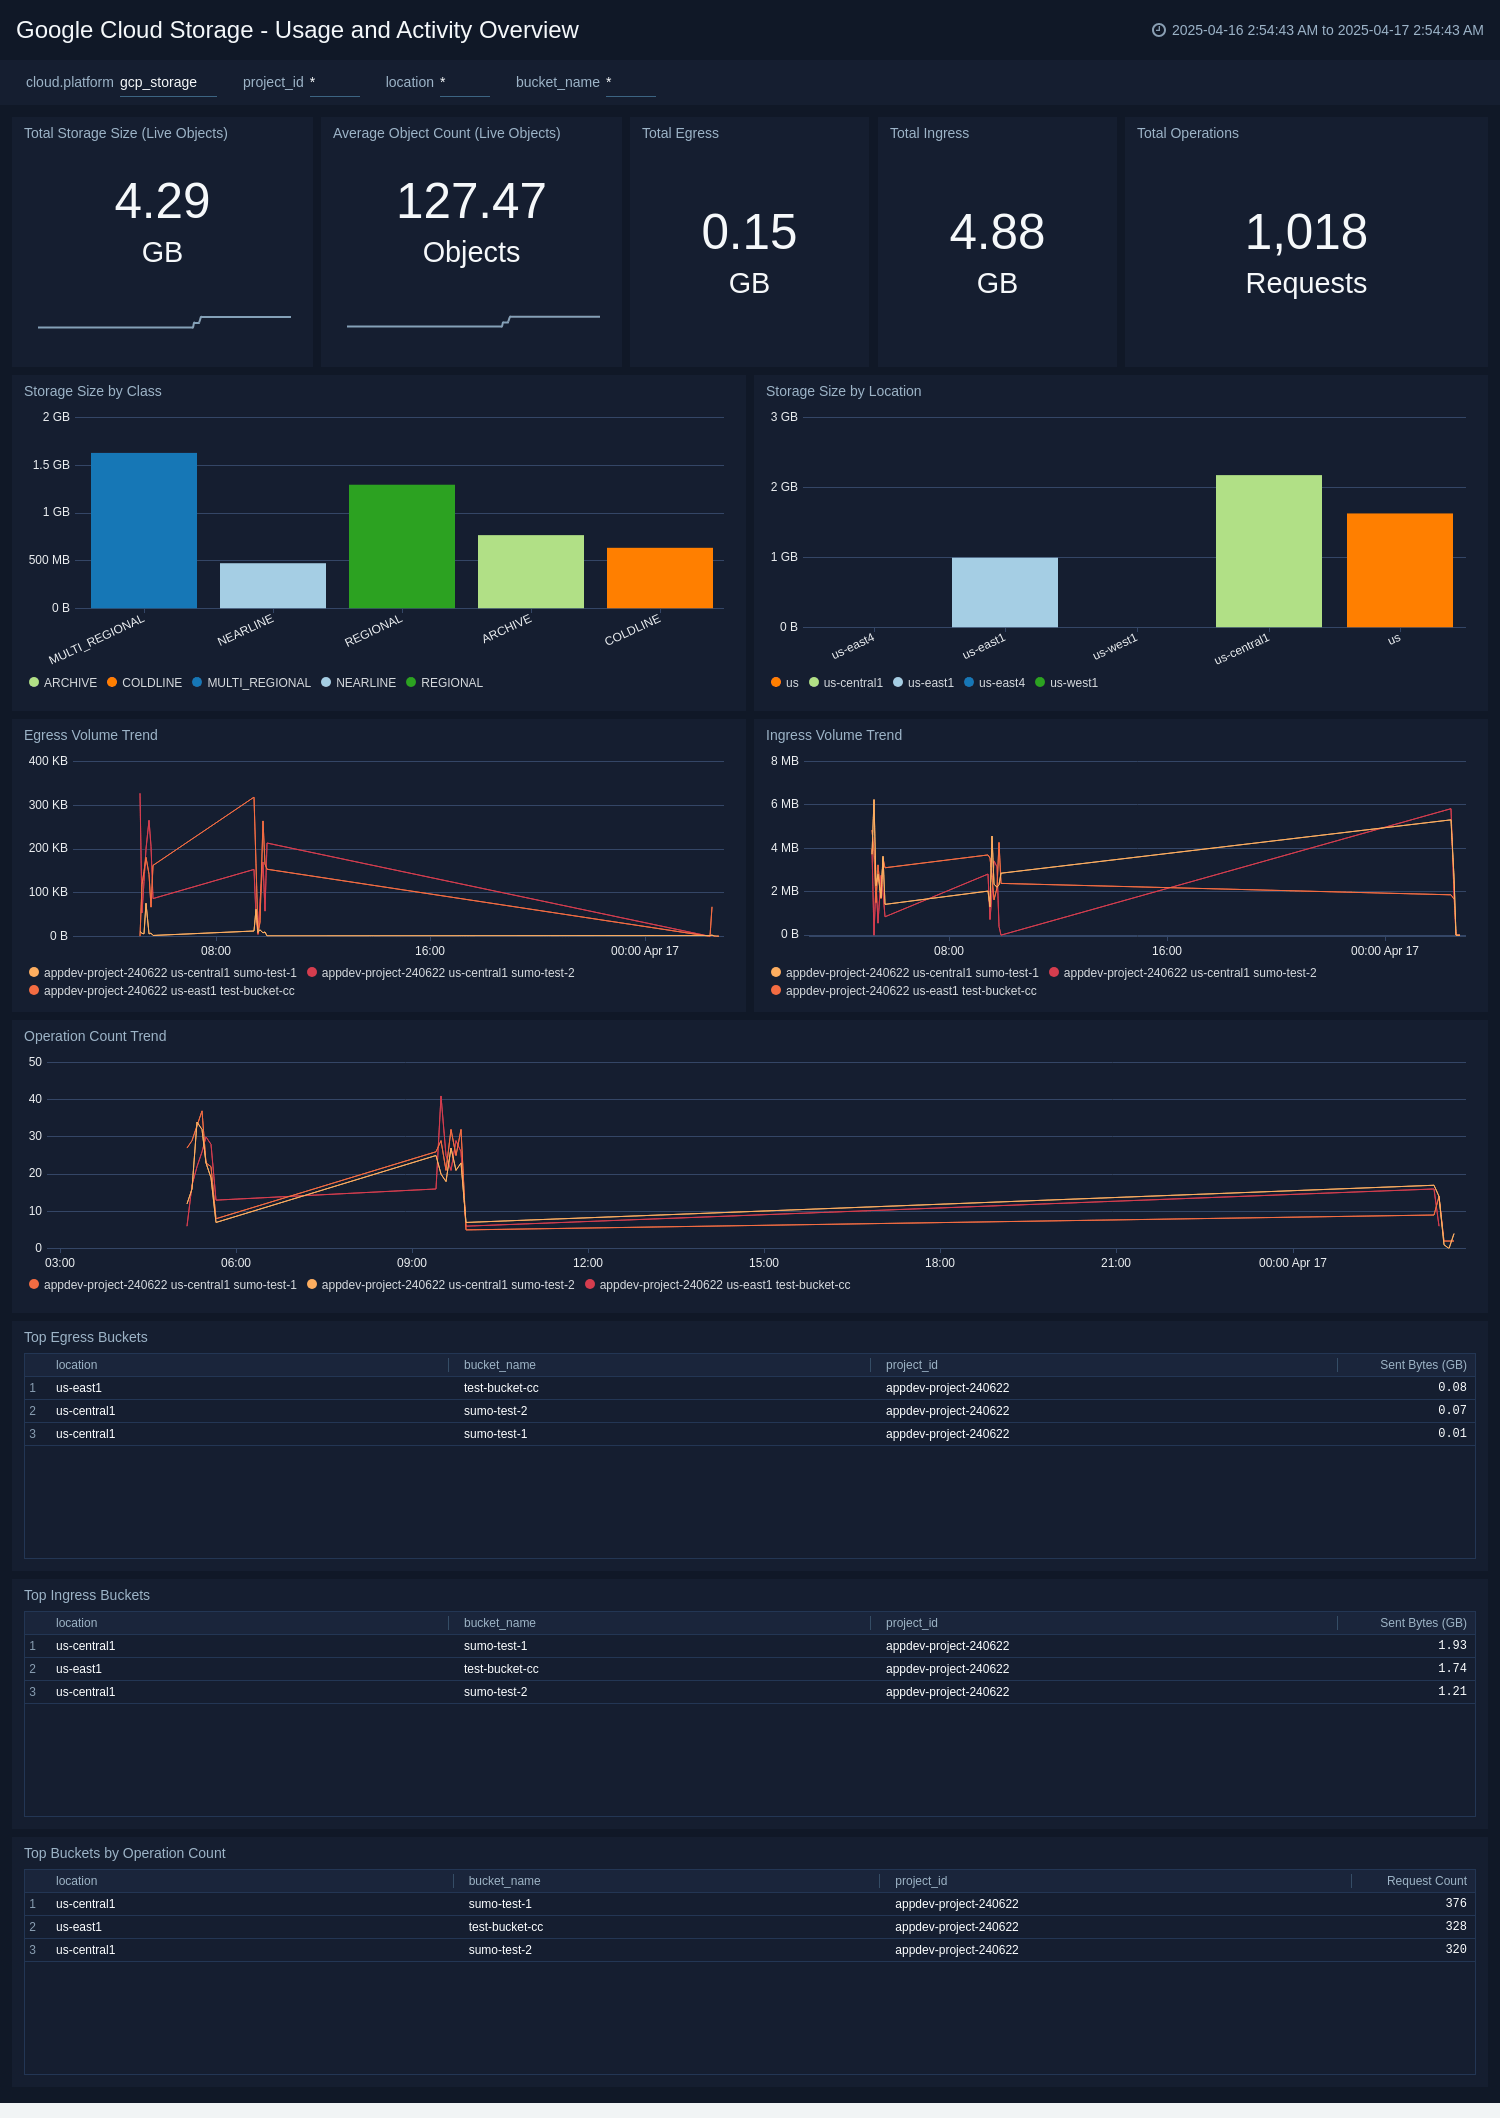 Google Cloud Storage - Usage and Activity Overview
2025-04-16 2:54:43 AM to 2025-04-17 2:54:43 AM
cloud.platform gcp_storage project_id * location * bucket_name *
Total Storage Size (Live Objects)
4.29
GB
Average Object Count (Live Objects)
127.47
Objects
Total Egress
0.15
GB
Total Ingress
4.88
GB
Total Operations
1,018
Requests
Storage Size by Class
2 GB
1.5 GB
1 GB
500 MB
0 B
MULTI_REGIONAL NEARLINE REGIONAL ARCHIVE COLDLINE
ARCHIVE COLDLINE MULTI_REGIONAL NEARLINE REGIONAL
Storage Size by Location
3 GB
2 GB
1 GB
0 B
us-east4 us-east1 us-west1 us-central1 us
us us-central1 us-east1 us-east4 us-west1
Egress Volume Trend
400 KB
300 KB
200 KB
100 KB
0 B
08:00 16:00 00:00 Apr 17
appdev-project-240622 us-central1 sumo-test-1 appdev-project-240622 us-central1 sumo-test-2
appdev-project-240622 us-east1 test-bucket-cc
Ingress Volume Trend
8 MB
6 MB
4 MB
2 MB
0 B
08:00 16:00 00:00 Apr 17
appdev-project-240622 us-central1 sumo-test-1 appdev-project-240622 us-central1 sumo-test-2
appdev-project-240622 us-east1 test-bucket-cc
Operation Count Trend
50
40
30
20
10
0
03:00 06:00 09:00 12:00 15:00 18:00 21:00 00:00 Apr 17
appdev-project-240622 us-central1 sumo-test-1 appdev-project-240622 us-central1 sumo-test-2 appdev-project-240622 us-east1 test-bucket-cc
Top Egress Buckets
location bucket_name project_id Sent Bytes (GB)
1 us-east1 test-bucket-cc appdev-project-240622 0.08
2 us-central1 sumo-test-2 appdev-project-240622 0.07
3 us-central1 sumo-test-1 appdev-project-240622 0.01
Top Ingress Buckets
location bucket_name project_id Sent Bytes (GB)
1 us-central1 sumo-test-1 appdev-project-240622 1.93
2 us-east1 test-bucket-cc appdev-project-240622 1.74
3 us-central1 sumo-test-2 appdev-project-240622 1.21
Top Buckets by Operation Count
location bucket_name project_id Request Count
1 us-central1 sumo-test-1 appdev-project-240622 376
2 us-east1 test-bucket-cc appdev-project-240622 328
3 us-central1 sumo-test-2 appdev-project-240622 320